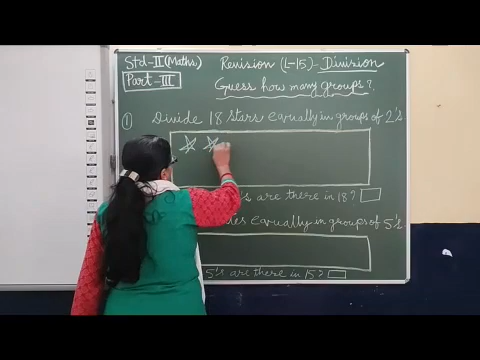 Std-II (Maths)
Revision (L-15)- Division
Part-III
Guess how many groups?
① Divide 18 stars equally in groups of 2's
's are there in 18?
equally in groups of 5's.
5's are there in 15?